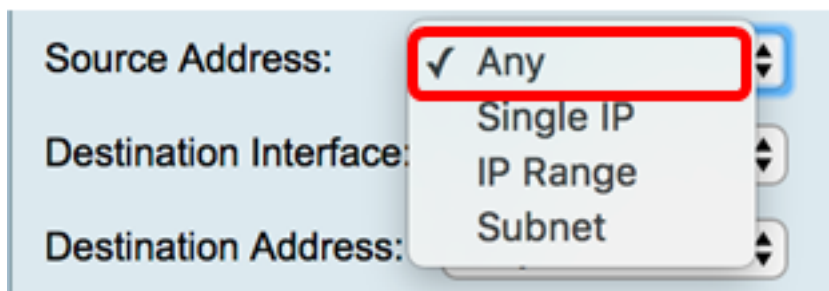 Source Address:
✓ Any
Single IP
Destination Interface:
IP Range
Subnet
Destination Address: